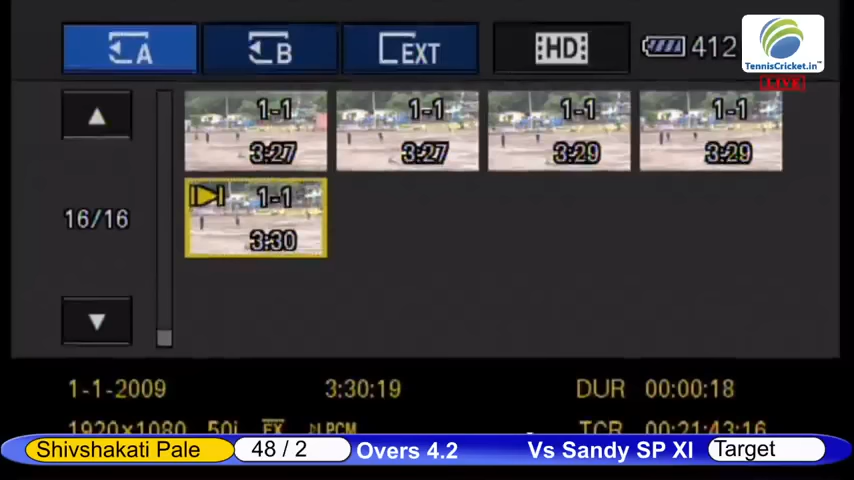 A B EXT HD 412
TennisCricket.in™
LIVE
1-1 1-1 1-1 1-1
3:27 3:27 3:29 3:29
16/16
1-1
3:30
1-1-2009 3:30:19 DUR 00:00:18
1920×1080 50i FX LPCM TCR 00:21:43:16
Shivshakati Pale 48 / 2 Overs 4.2 Vs Sandy SP XI Target